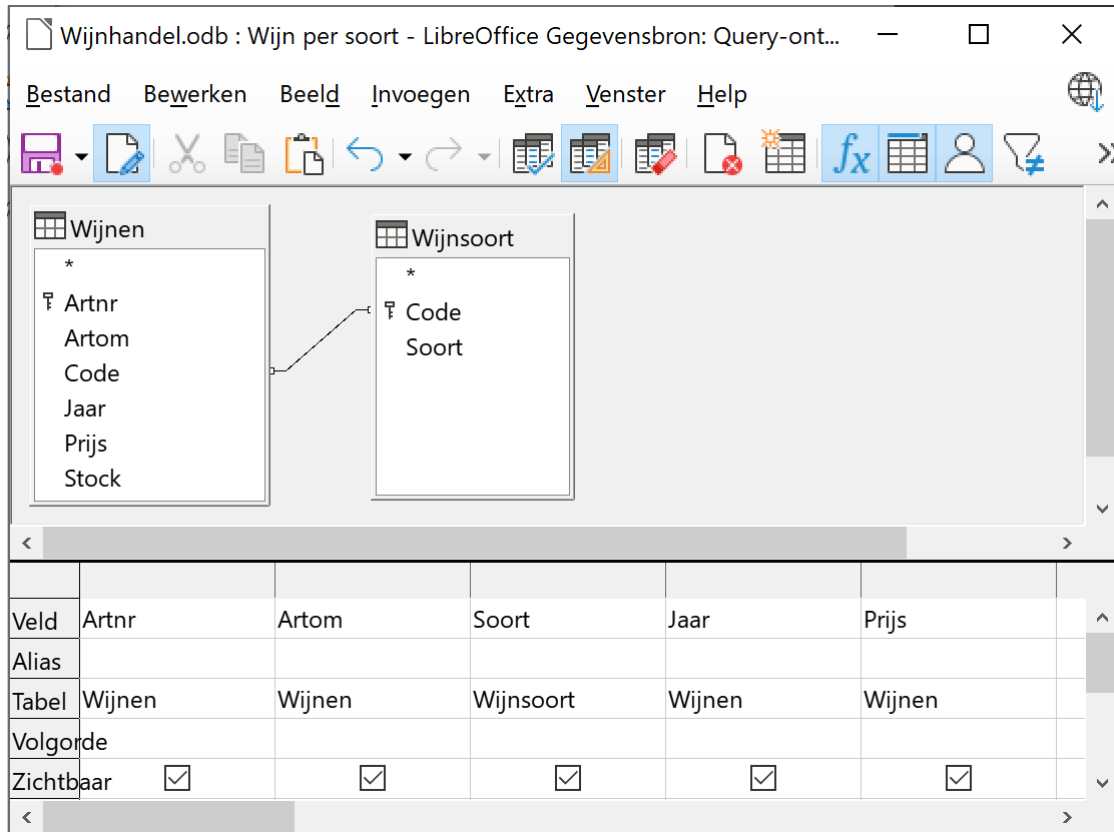 Wijnhandel.odb : Wijn per soort - LibreOffice Gegevensbron: Query-ont...
Bestand Bewerken Beeld Invoegen Extra Venster Help
fx
Wijnen
*
Artnr
Artom
Code
Jaar
Prijs
Stock
Wijnsoort
*
Code
Soort
Veld Artnr Artom Soort Jaar Prijs
Alias
Tabel Wijnen Wijnen Wijnsoort Wijnen Wijnen
Volgorde
Zichtbaar